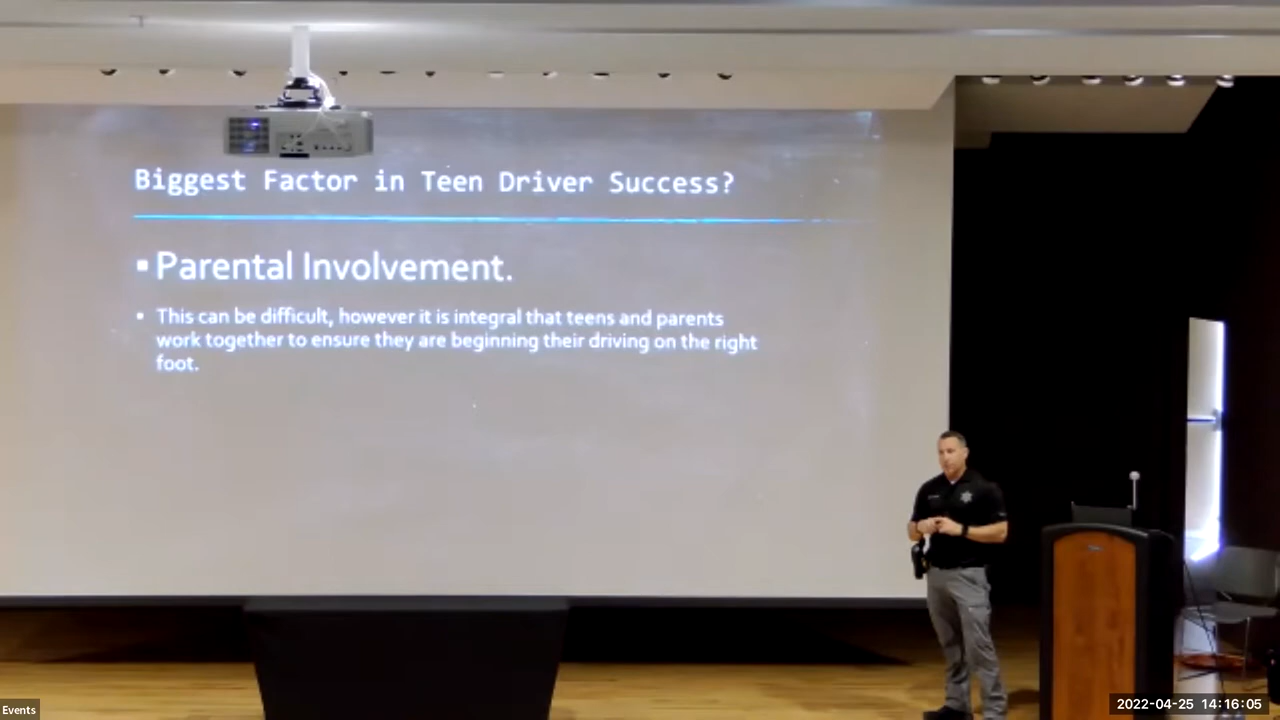 Biggest Factor in Teen Driver Success?
▪ Parental Involvement.
• This can be difficult, however it is integral that teens and parents
work together to ensure they are beginning their driving on the right
foot.
Events
2022-04-25 14:16:05